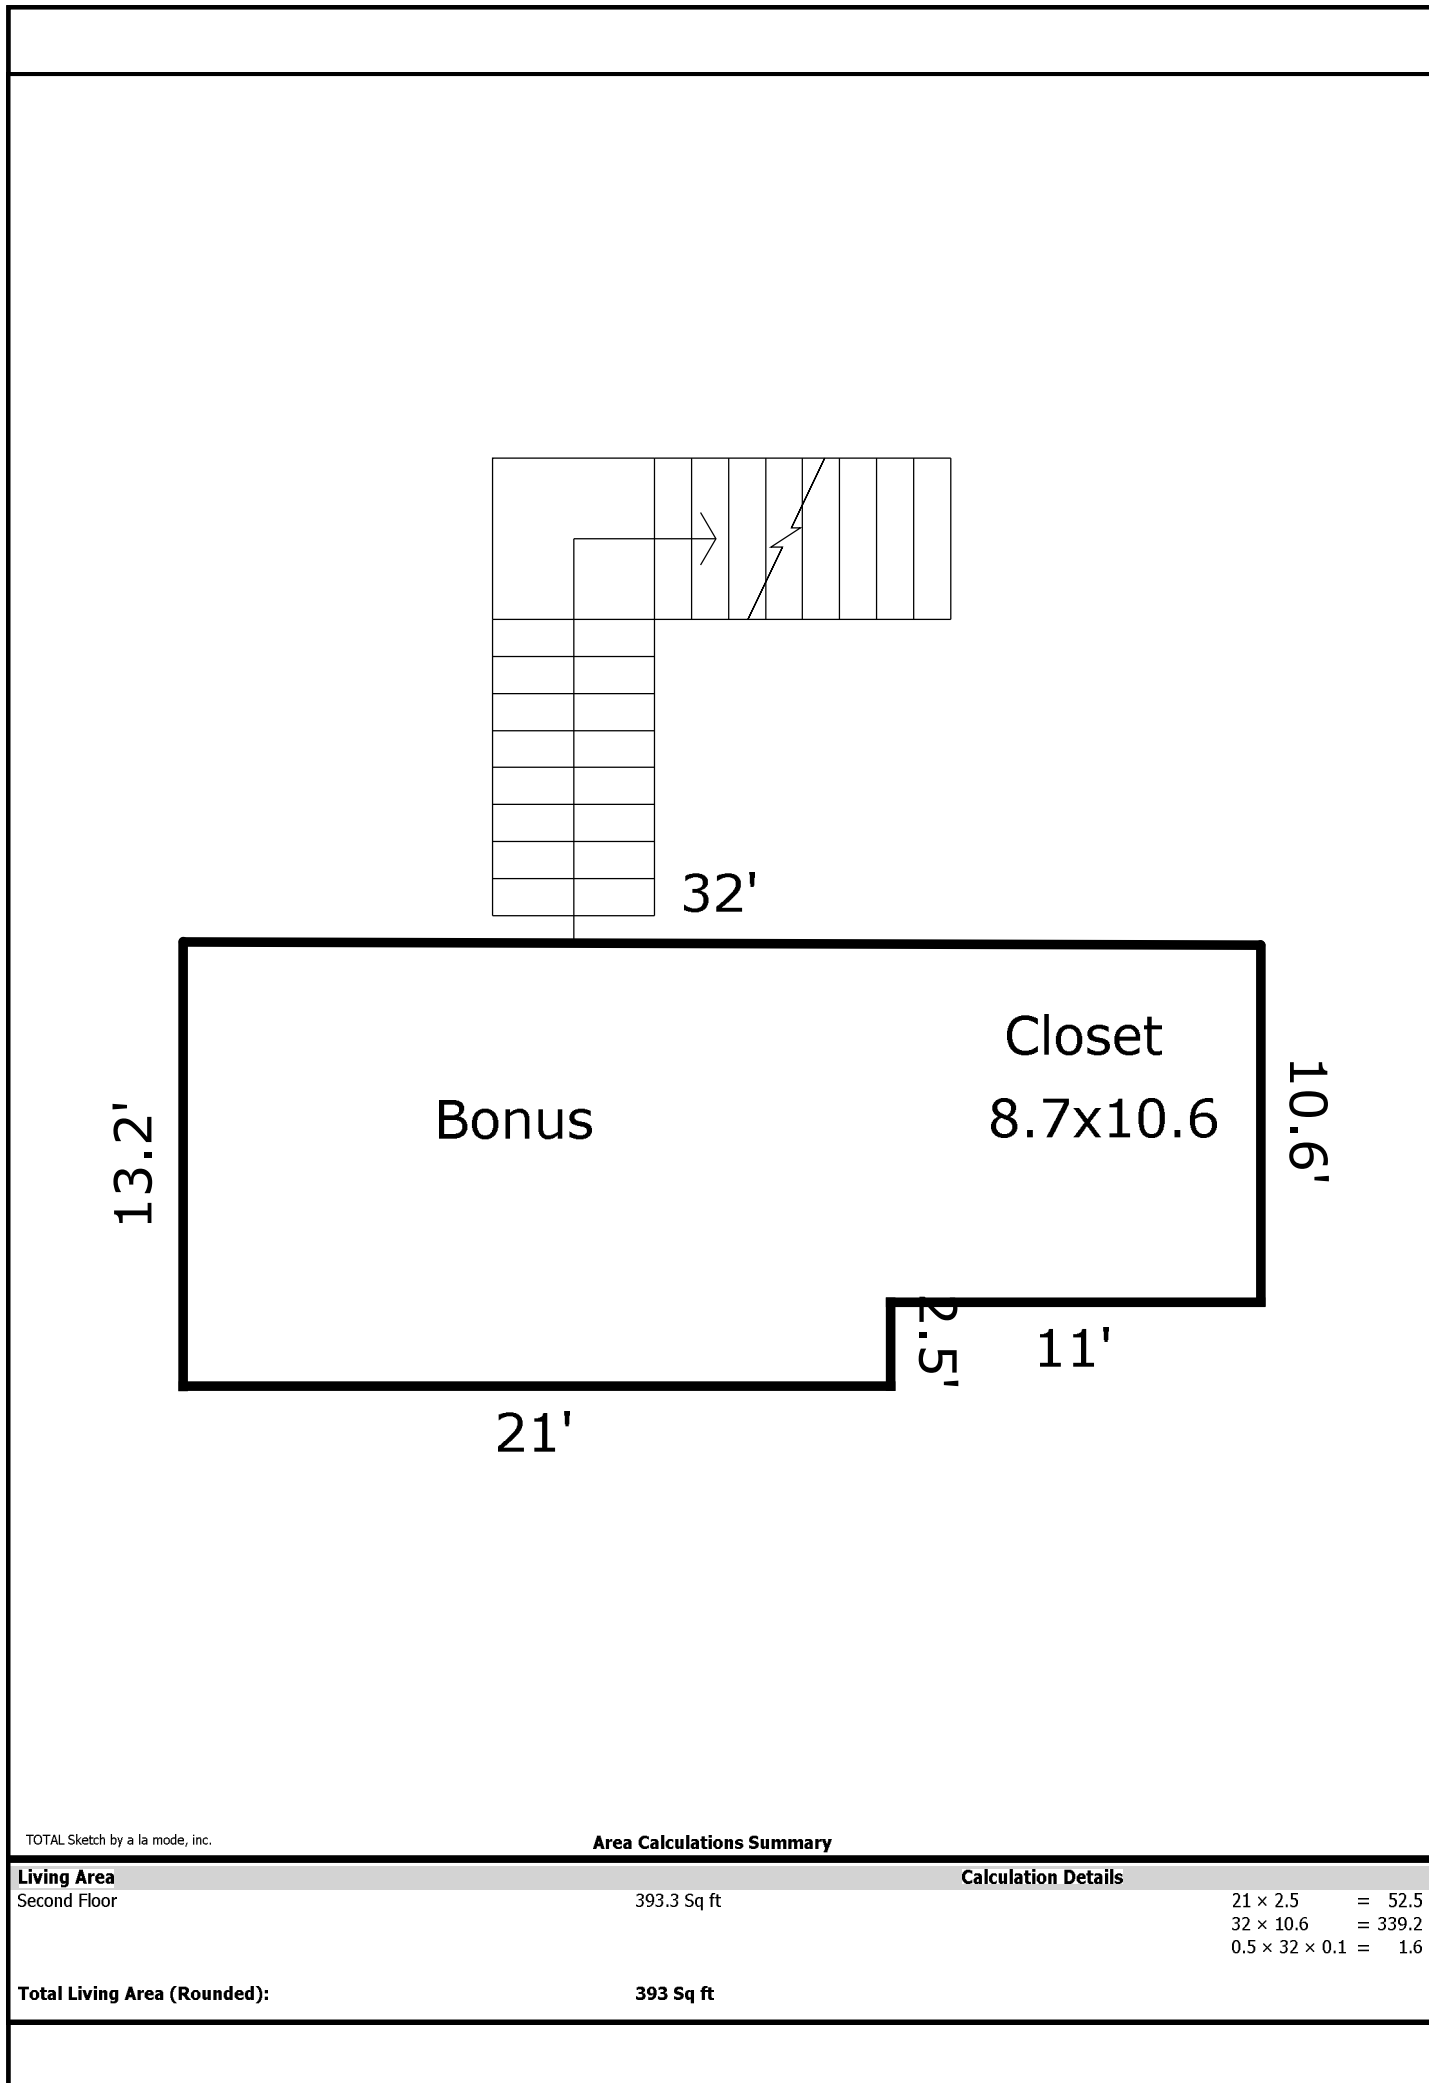 32'
Closet
10.6'
8.7x10.6
Bonus
13.2'
2.5'
11'
21'
TOTAL Sketch by a la mode, inc.
Area Calculations Summary
Living Area Calculation Details
Second Floor 393.3 Sq ft 21 × 2.5 = 52.5
32 × 10.6 = 339.2
0.5 × 32 × 0.1 = 1.6
Total Living Area (Rounded): 393 Sq ft